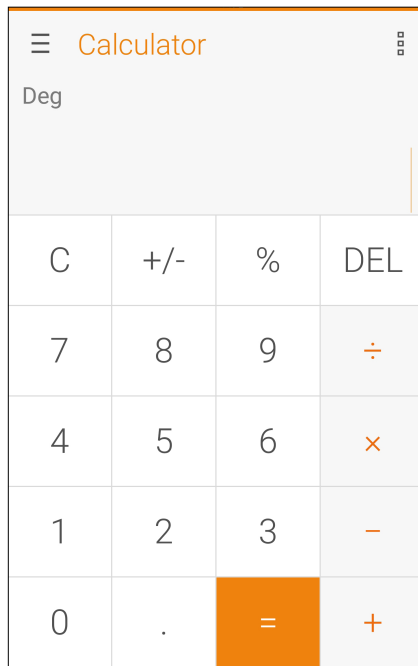 ☰ Calculator
Deg
C +/- % DEL
7 8 9 ÷
4 5 6 ×
1 2 3 −
0 . = +